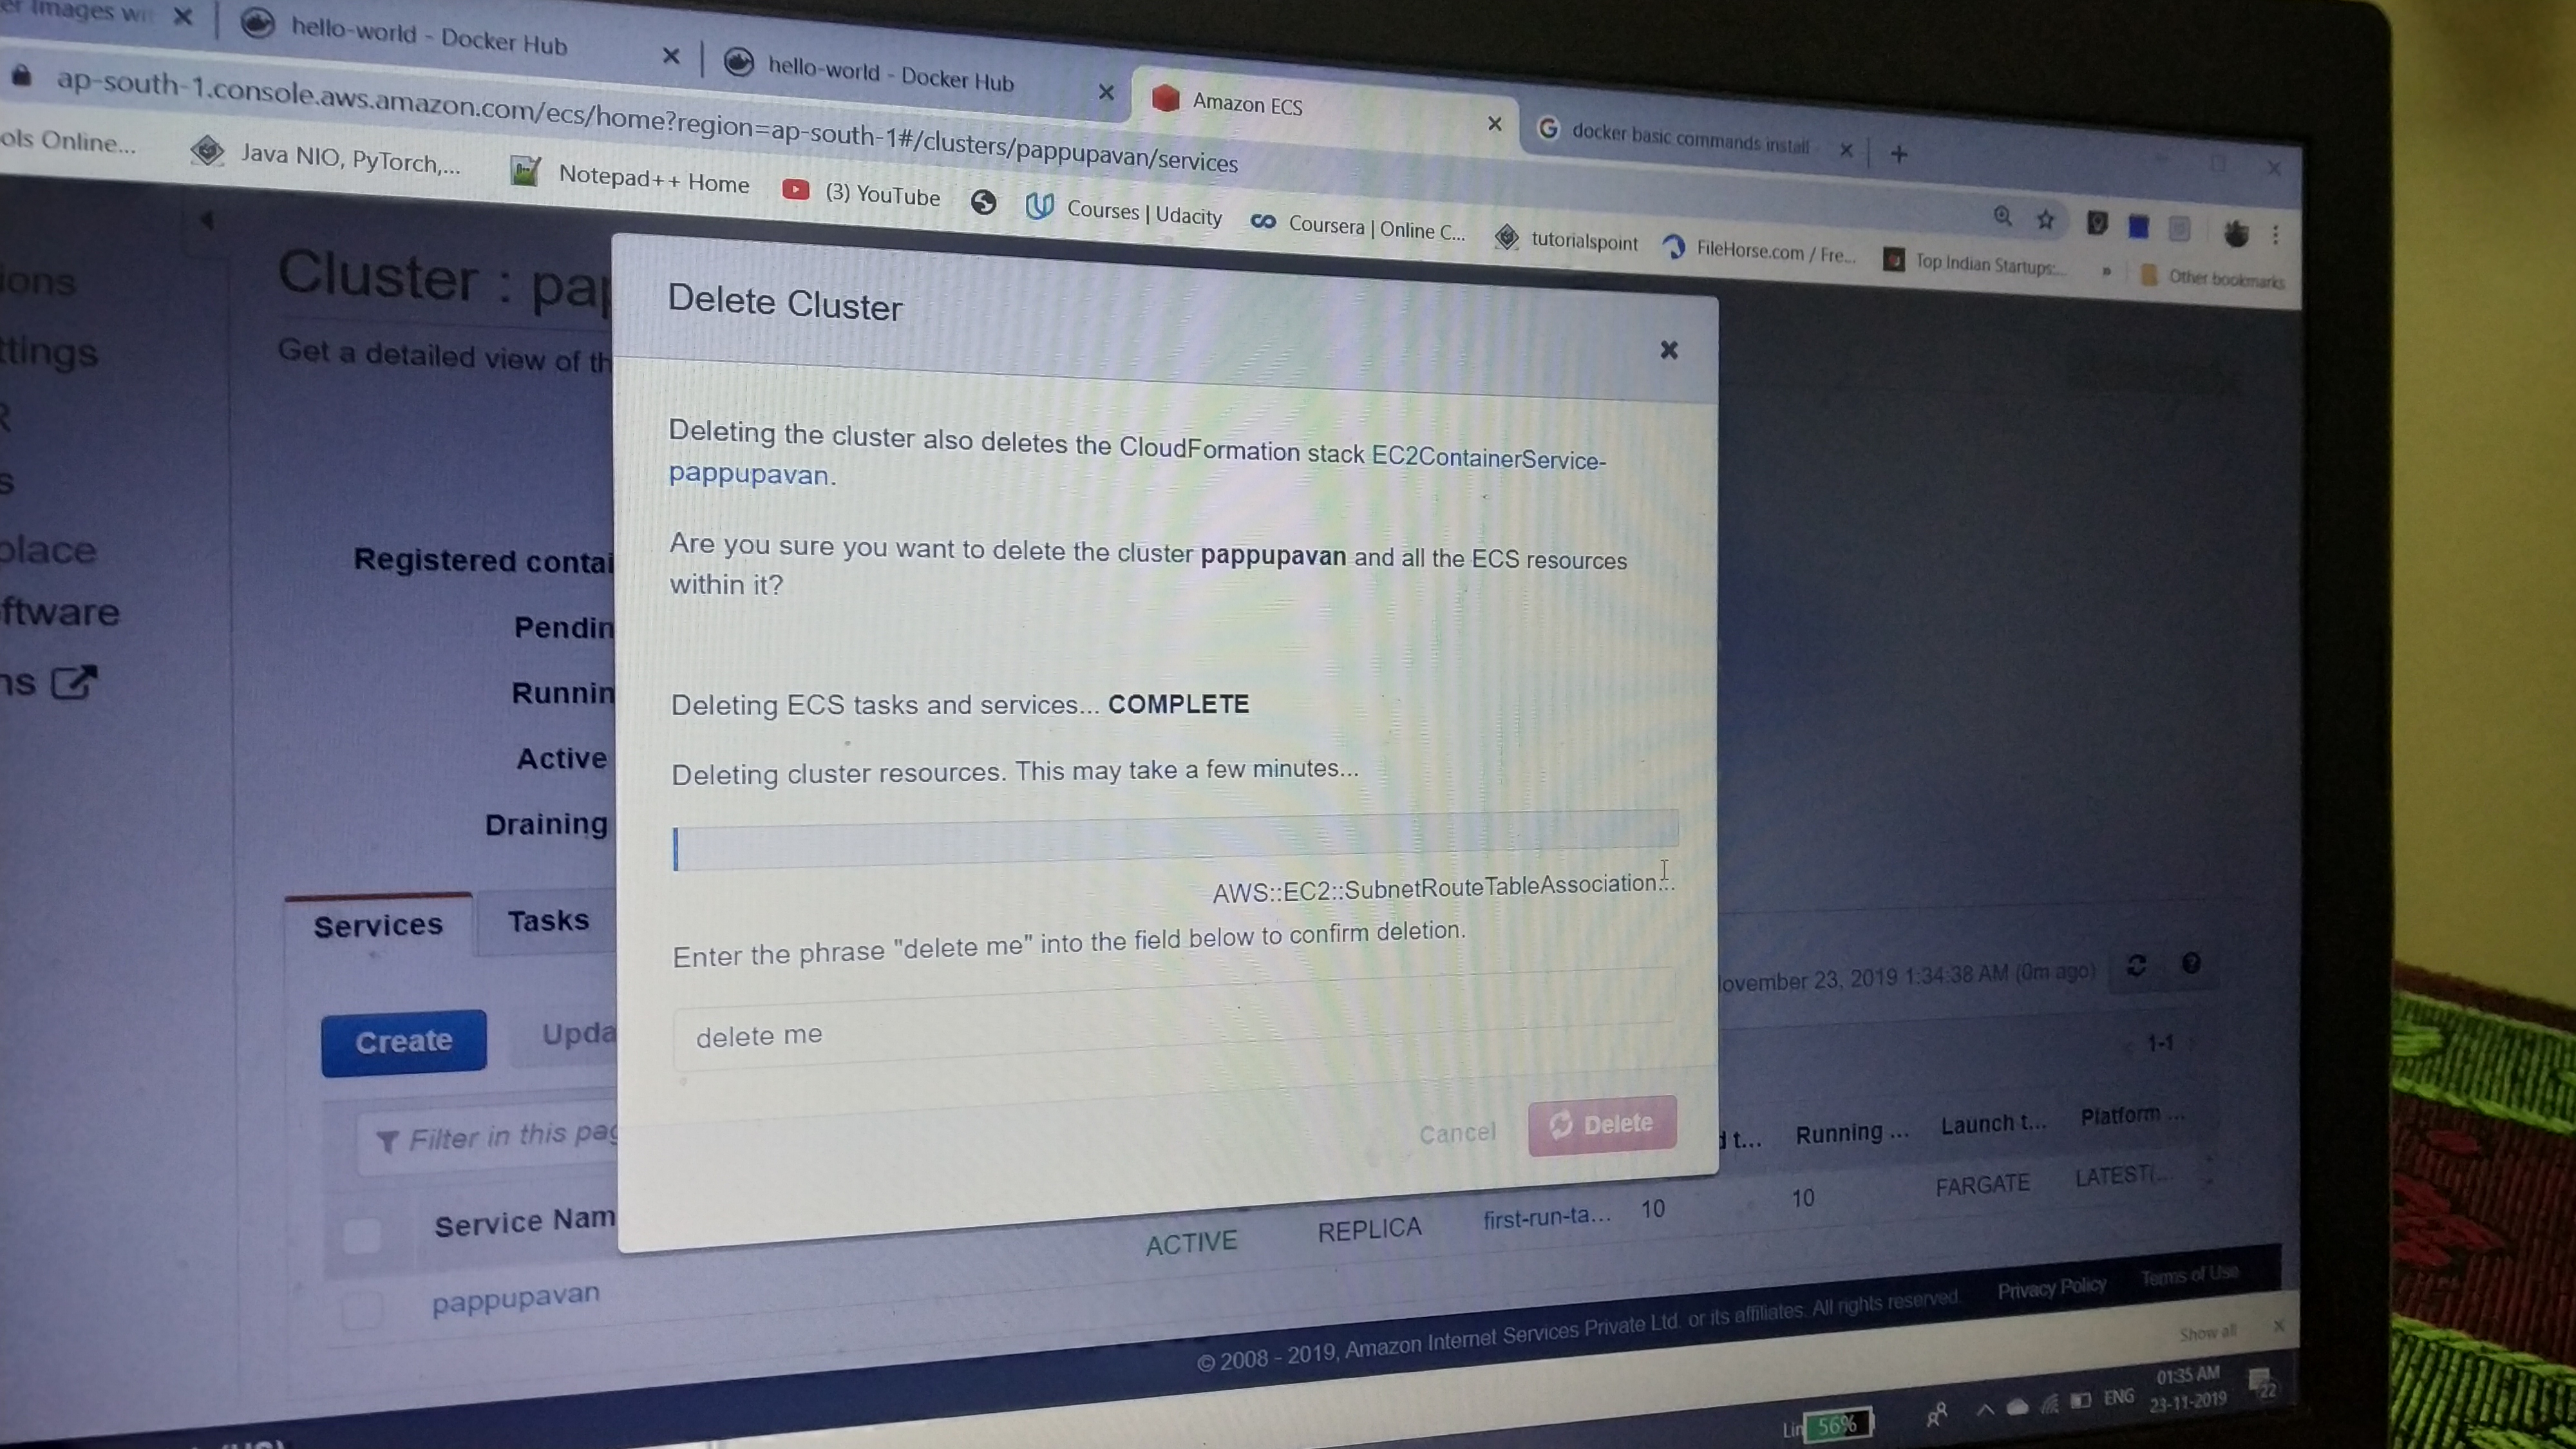 er Images wi
hello-world - Docker Hub
hello-world - Docker Hub
Amazon ECS
docker basic commands install
ap-south-1.console.aws.amazon.com/ecs/home?region=ap-south-1#/clusters/pappupavan/services
ols Online...
Java NIO, PyTorch,...
Notepad++ Home
(3) YouTube
Courses | Udacity
Coursera | Online C...
tutorialspoint
FileHorse.com / Fre...
Top Indian Startups:...
»
Other bookmarks
ions
ttings
R
s
place
ftware
ns
Cluster : pap
Get a detailed view of th
Registered contai
Pendin
Runnin
Active
Draining
Delete Cluster
Deleting the cluster also deletes the CloudFormation stack EC2ContainerService-
pappupavan.
Are you sure you want to delete the cluster pappupavan and all the ECS resources
within it?
Deleting ECS tasks and services... COMPLETE
Deleting cluster resources. This may take a few minutes...
AWS::EC2::SubnetRouteTableAssociation...
Enter the phrase "delete me" into the field below to confirm deletion.
delete me
Cancel
Delete
Services
Tasks
ovember 23, 2019 1:34:38 AM (0m ago)
Create
Upda
1-1
Filter in this pag
Service Nam
d t...
Running ...
Launch t...
Platform ...
pappupavan
ACTIVE
REPLICA
first-run-ta...
10
10
FARGATE
LATEST(...
© 2008 - 2019, Amazon Internet Services Private Ltd. or its affiliates. All rights reserved.
Privacy Policy
Terms of Use
Show all
Lin
56%
ENG
01:35 AM
23-11-2019
22